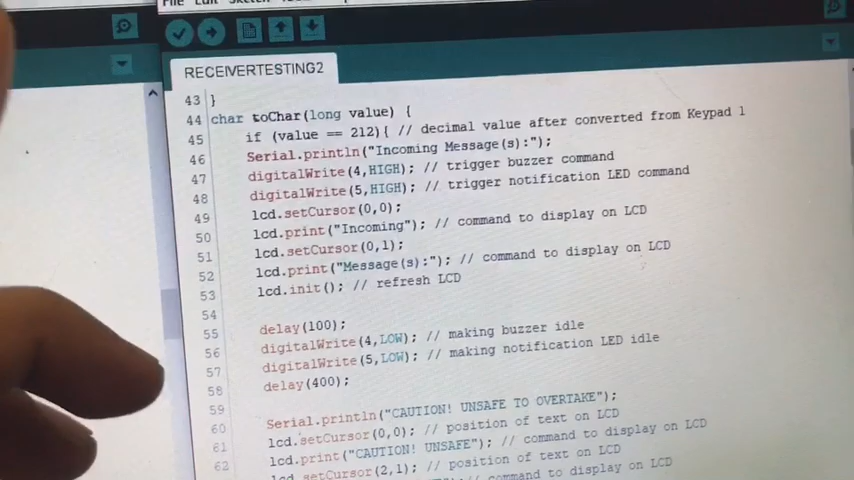 File Edit Sketch
RECEIVERTESTING2
43 }
44 char toChar(long value) {
45 if (value == 212){ // decimal value after converted from Keypad 1
46 Serial.println("Incoming Message(s):");
47 digitalWrite(4,HIGH); // trigger buzzer command
48 digitalWrite(5,HIGH); // trigger notification LED command
49 lcd.setCursor(0,0);
50 lcd.print("Incoming"); // command to display on LCD
51 lcd.setCursor(0,1);
52 lcd.print("Message(s):"); // command to display on LCD
53 lcd.init(); // refresh LCD
54
55 delay(100);
56 digitalWrite(4,LOW); // making buzzer idle
57 digitalWrite(5,LOW); // making notification LED idle
58 delay(400);
59
60 Serial.println("CAUTION! UNSAFE TO OVERTAKE");
61 lcd.setCursor(0,0); // position of text on LCD
62 lcd.print("CAUTION! UNSAFE"); // command to display on LCD
lcd.setCursor(2,1); // position of text on LCD
// command to display on LCD